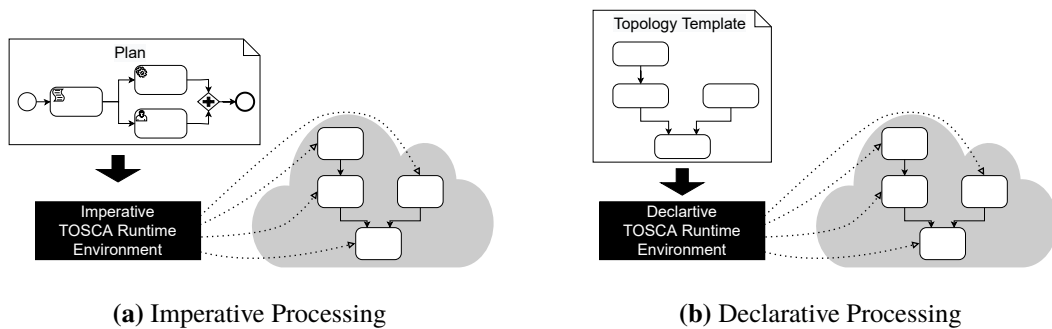 Plan
Imperative
TOSCA Runtime
Environment
(a) Imperative Processing
Topology Template
Declartive
TOSCA Runtime
Environment
(b) Declarative Processing